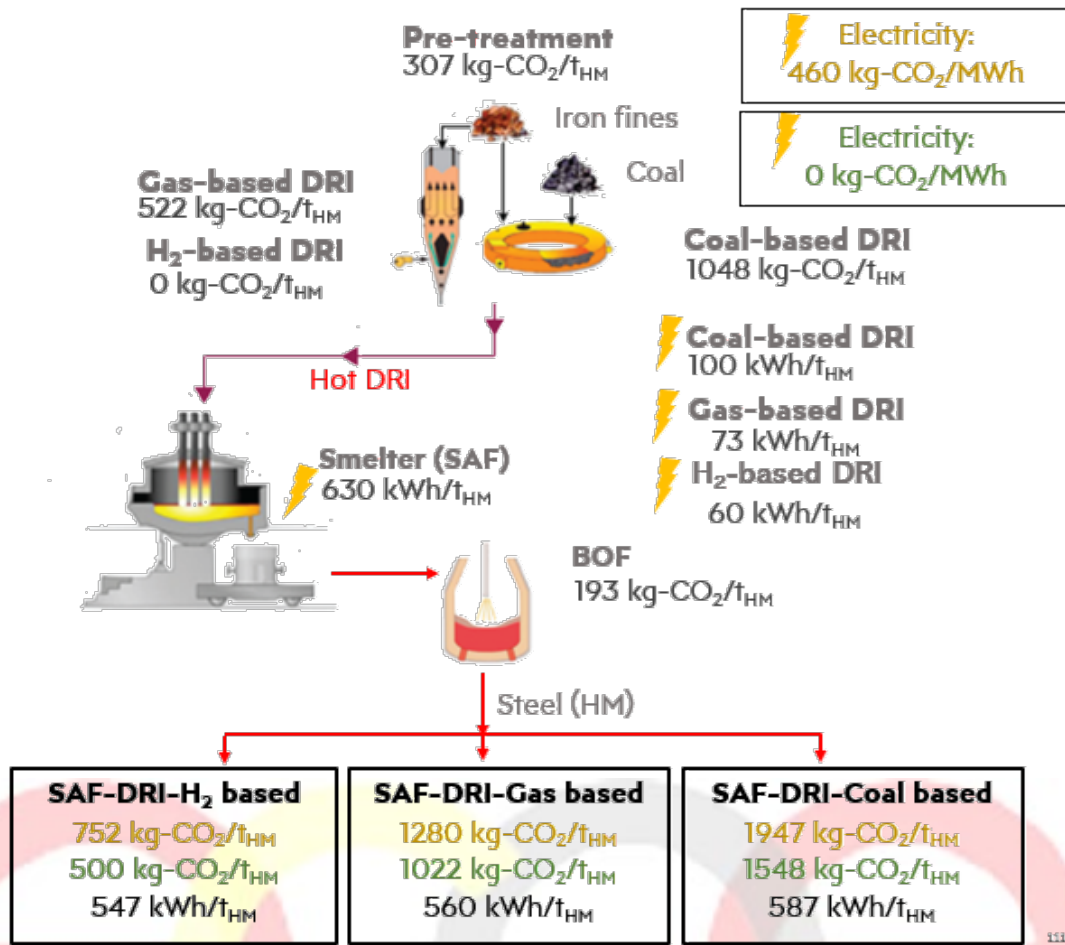 Pre-treatment
307 kg-CO₂/t_HM
Electricity:
460 kg-CO₂/MWh
Electricity:
0 kg-CO₂/MWh
Iron fines
Coal
Gas-based DRI
522 kg-CO₂/t_HM
H₂-based DRI
0 kg-CO₂/t_HM
Coal-based DRI
1048 kg-CO₂/t_HM
Hot DRI
Coal-based DRI
100 kWh/t_HM
Gas-based DRI
73 kWh/t_HM
H₂-based DRI
60 kWh/t_HM
Smelter (SAF)
630 kWh/t_HM
BOF
193 kg-CO₂/t_HM
Steel (HM)
SAF-DRI-H₂ based
752 kg-CO₂/t_HM
500 kg-CO₂/t_HM
547 kWh/t_HM
SAF-DRI-Gas based
1280 kg-CO₂/t_HM
1022 kg-CO₂/t_HM
560 kWh/t_HM
SAF-DRI-Coal based
1947 kg-CO₂/t_HM
1548 kg-CO₂/t_HM
587 kWh/t_HM